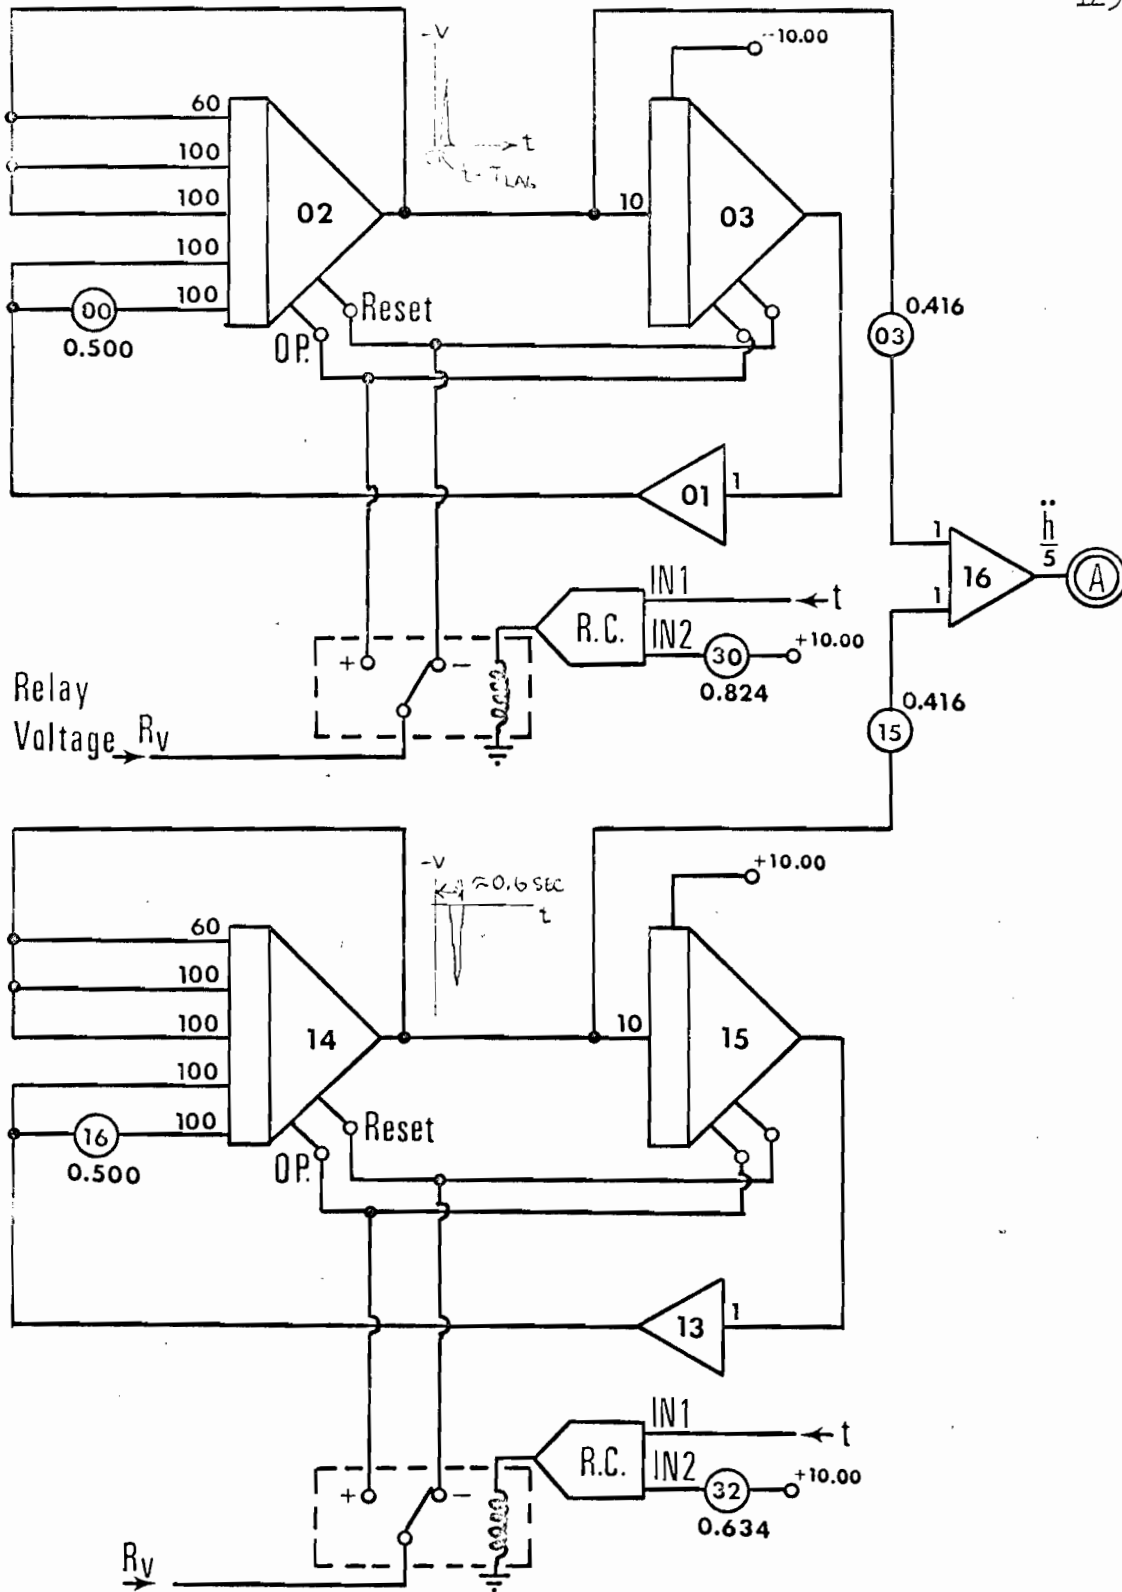 -V
-10.00
60
100
t
t-TLAG
100
02
10
03
100
100
00
Reset
0.416
03
0.500
OP.
01
1
ḧ
1
5
16
A
IN1
t
1
R.C.
IN2
30
+10.00
+
-
0.824
Relay
0.416
Voltage Rv
15
+10.00
-V
≈0.6 SEC
t
60
100
100
14
10
15
100
100
16
Reset
0.500
OP.
13
1
IN1
t
R.C.
IN2
32
+10.00
+
-
0.634
Rv